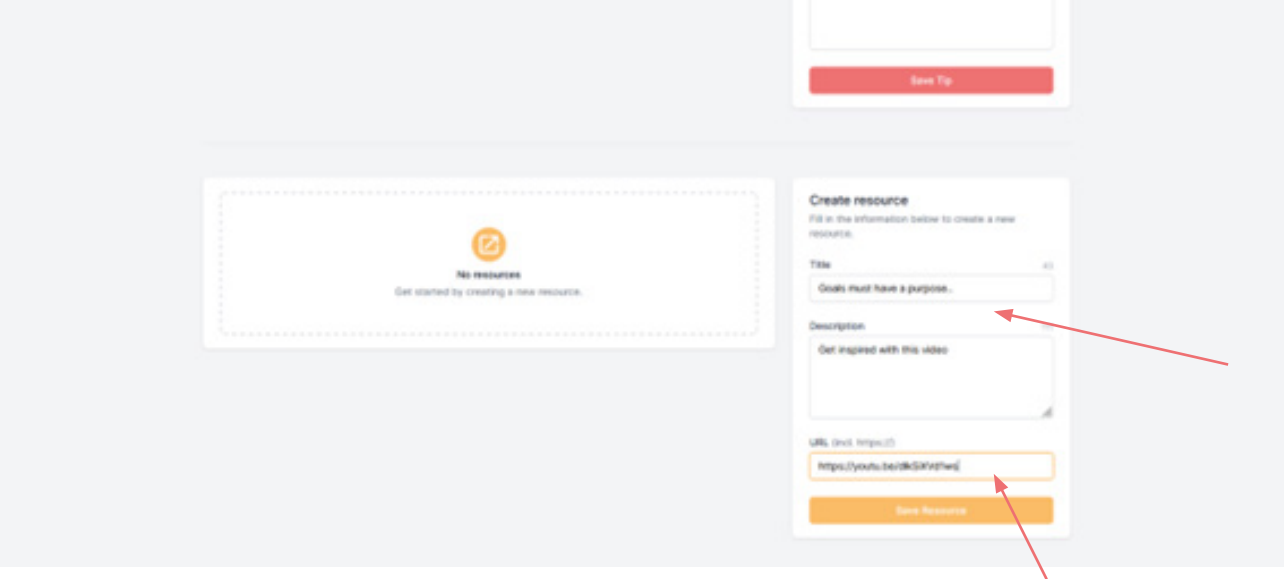 Save Tip
No resources
Get started by creating a new resource.
Create resource
Fill in the information below to create a new
resource.
Title
Goals must have a purpose..
Description
Get inspired with this video
URL (incl. https://)
Save Resource